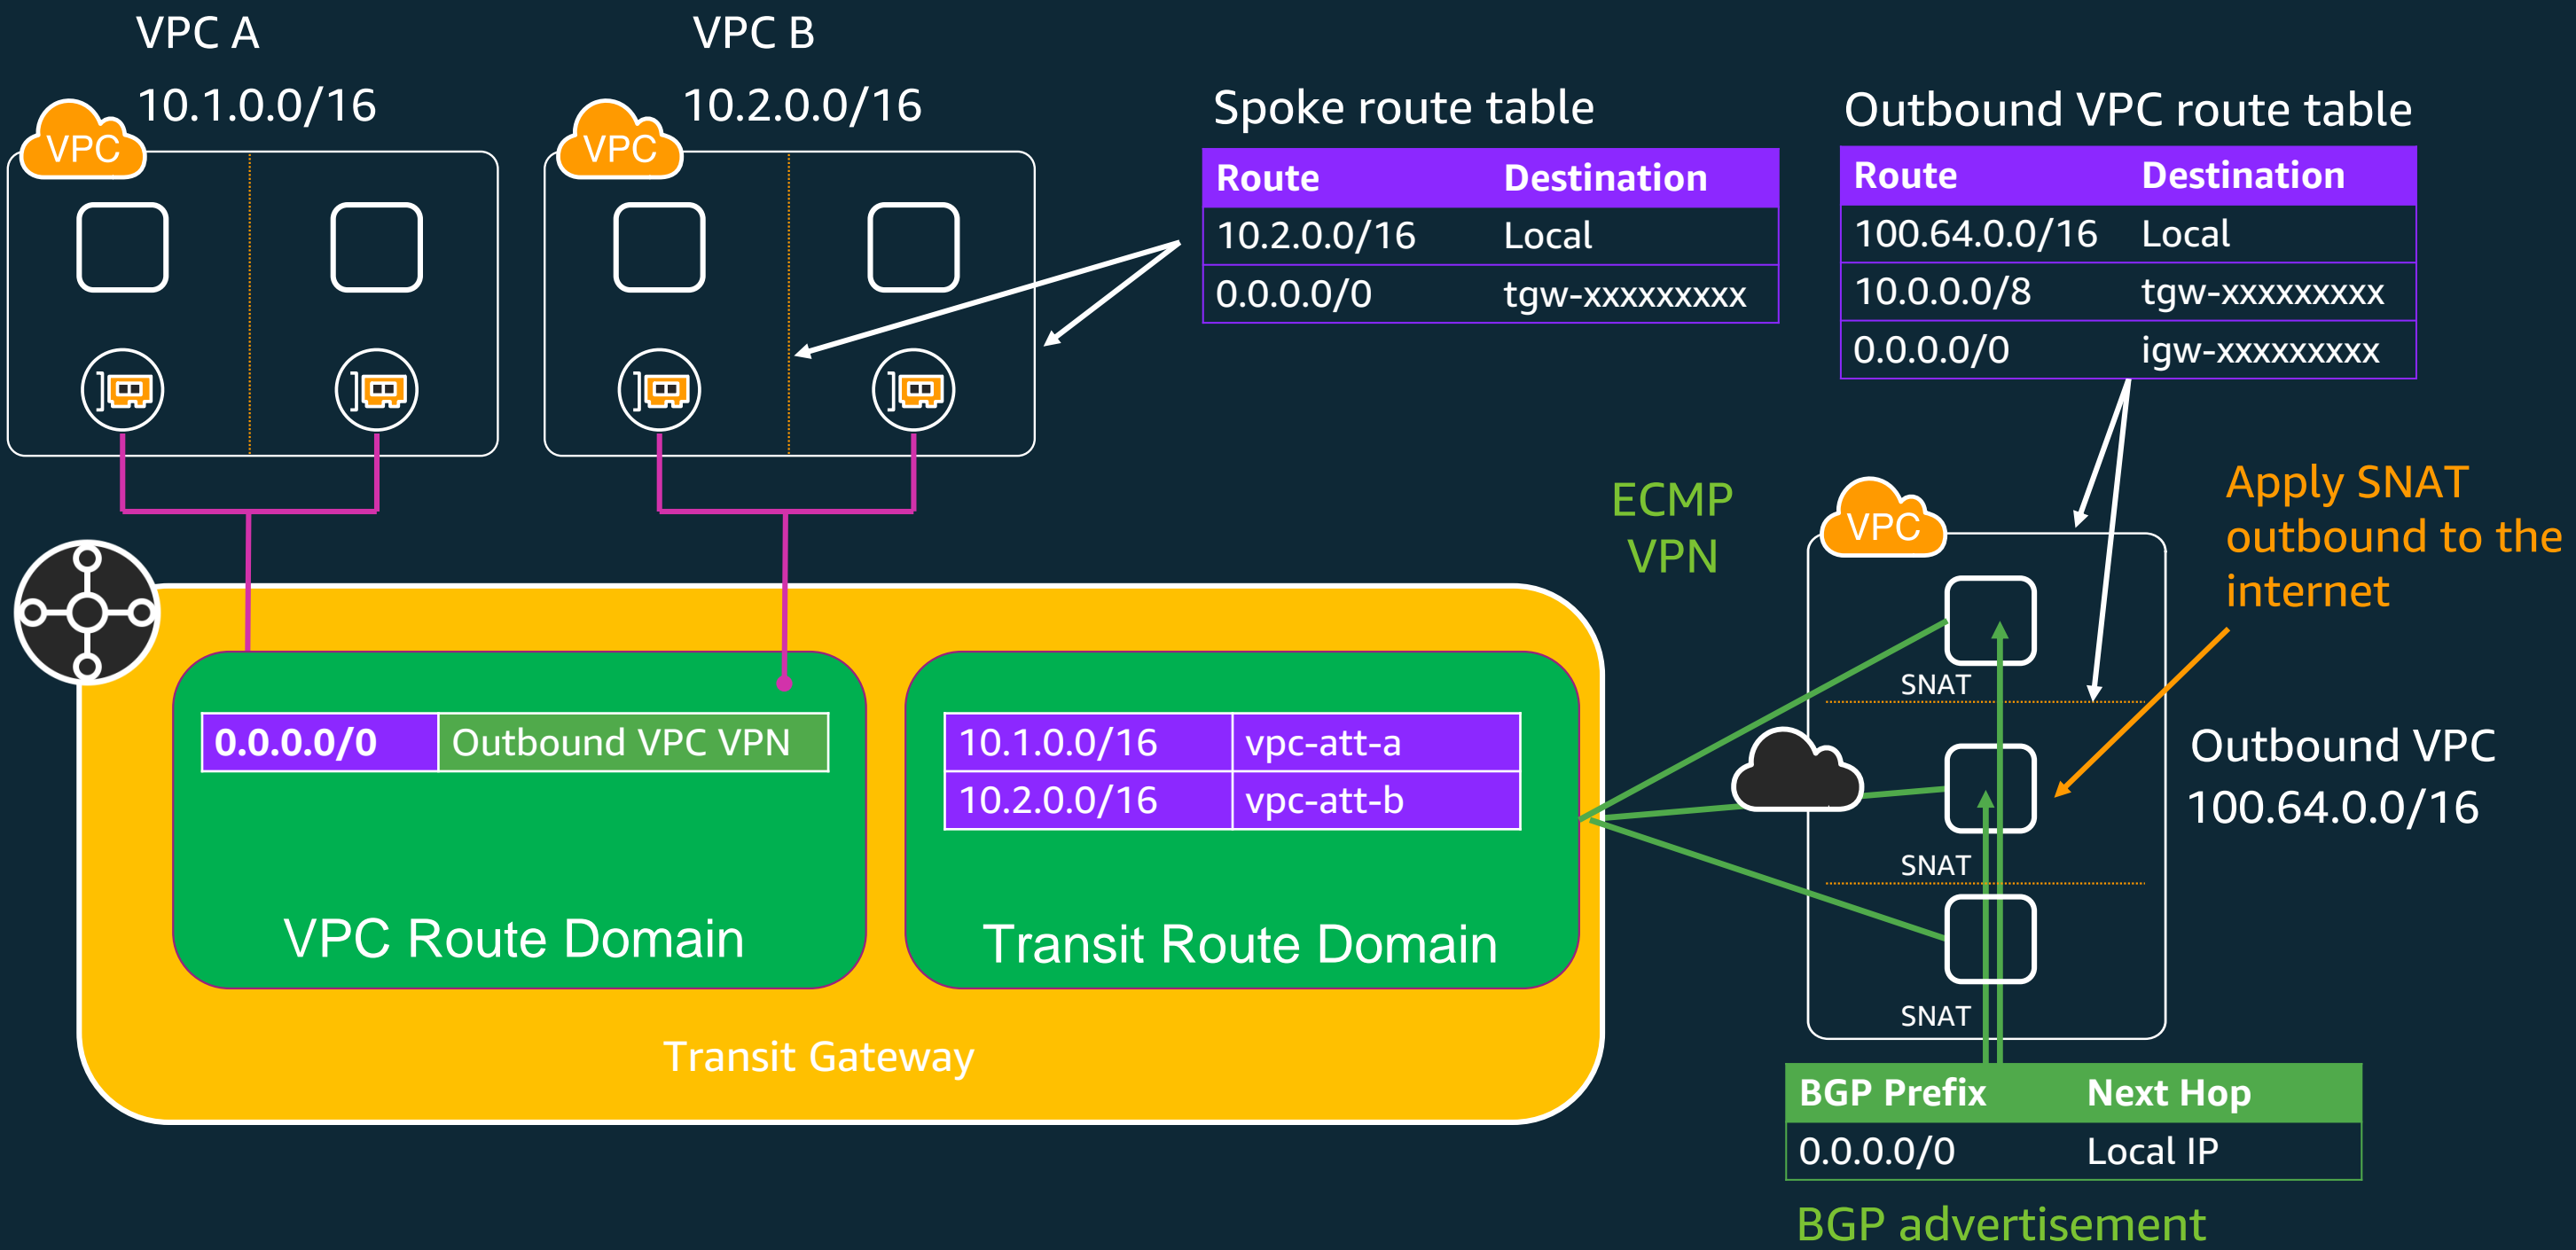 VPC A
10.1.0.0/16
VPC
VPC B
10.2.0.0/16
VPC
Spoke route table
Route Destination
10.2.0.0/16 Local
0.0.0.0/0 tgw-xxxxxxxxx
Outbound VPC route table
Route Destination
100.64.0.0/16 Local
10.0.0.0/8 tgw-xxxxxxxxx
0.0.0.0/0 igw-xxxxxxxxx
ECMP
VPN
VPC
Apply SNAT
outbound to the
internet
SNAT
SNAT
SNAT
Outbound VPC
100.64.0.0/16
0.0.0.0/0 Outbound VPC VPN
VPC Route Domain
10.1.0.0/16 vpc-att-a
10.2.0.0/16 vpc-att-b
Transit Route Domain
Transit Gateway
BGP Prefix Next Hop
0.0.0.0/0 Local IP
BGP advertisement